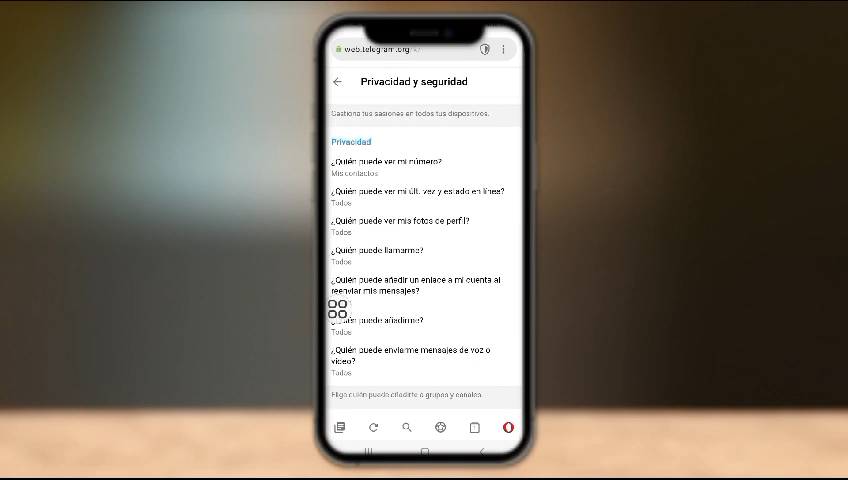 web.telegram.org/k/
Privacidad y seguridad
Gestiona tus sesiones en todos tus dispositivos.
Privacidad
¿Quién puede ver mi número?
Mis contactos
¿Quién puede ver mi últ. vez y estado en línea?
Todos
¿Quién puede ver mis fotos de perfil?
Todos
¿Quién puede llamarme?
Todos
¿Quién puede añadir un enlace a mi cuenta al
reenviar mis mensajes?
¿Quién puede añadirme?
Todos
¿Quién puede enviarme mensajes de voz o
video?
Todos
Elige quién puede añadirte a grupos y canales.